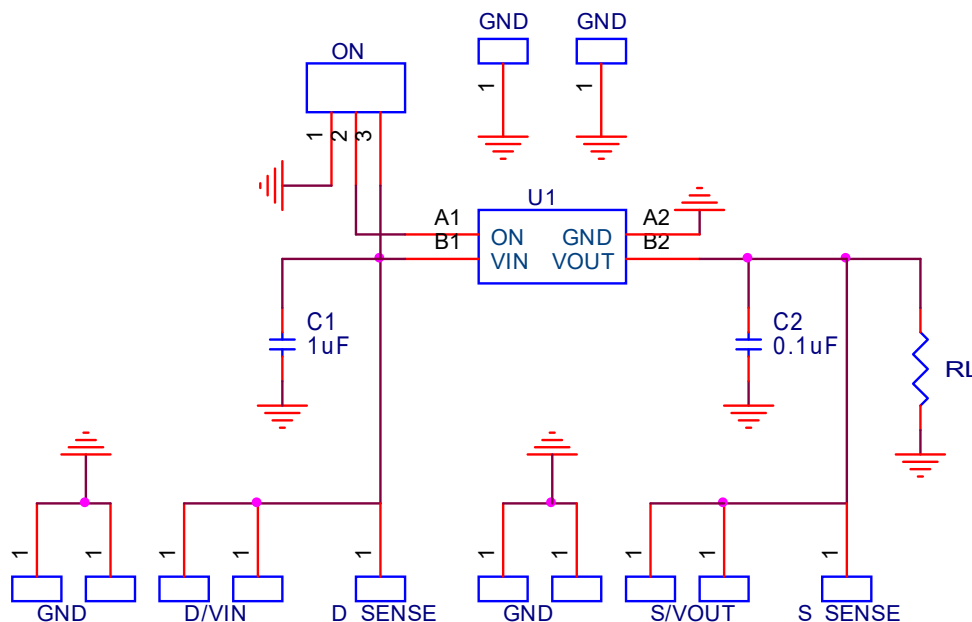 GND GND
ON
1 1
1 2 3
U1
A1 A2
ON GND
B1 B2
VIN VOUT
C1 C2
1uF 0.1uF
RL
1 1 1 1 1 1 1 1 1 1
GND D/VIN D SENSE GND S/VOUT S SENSE